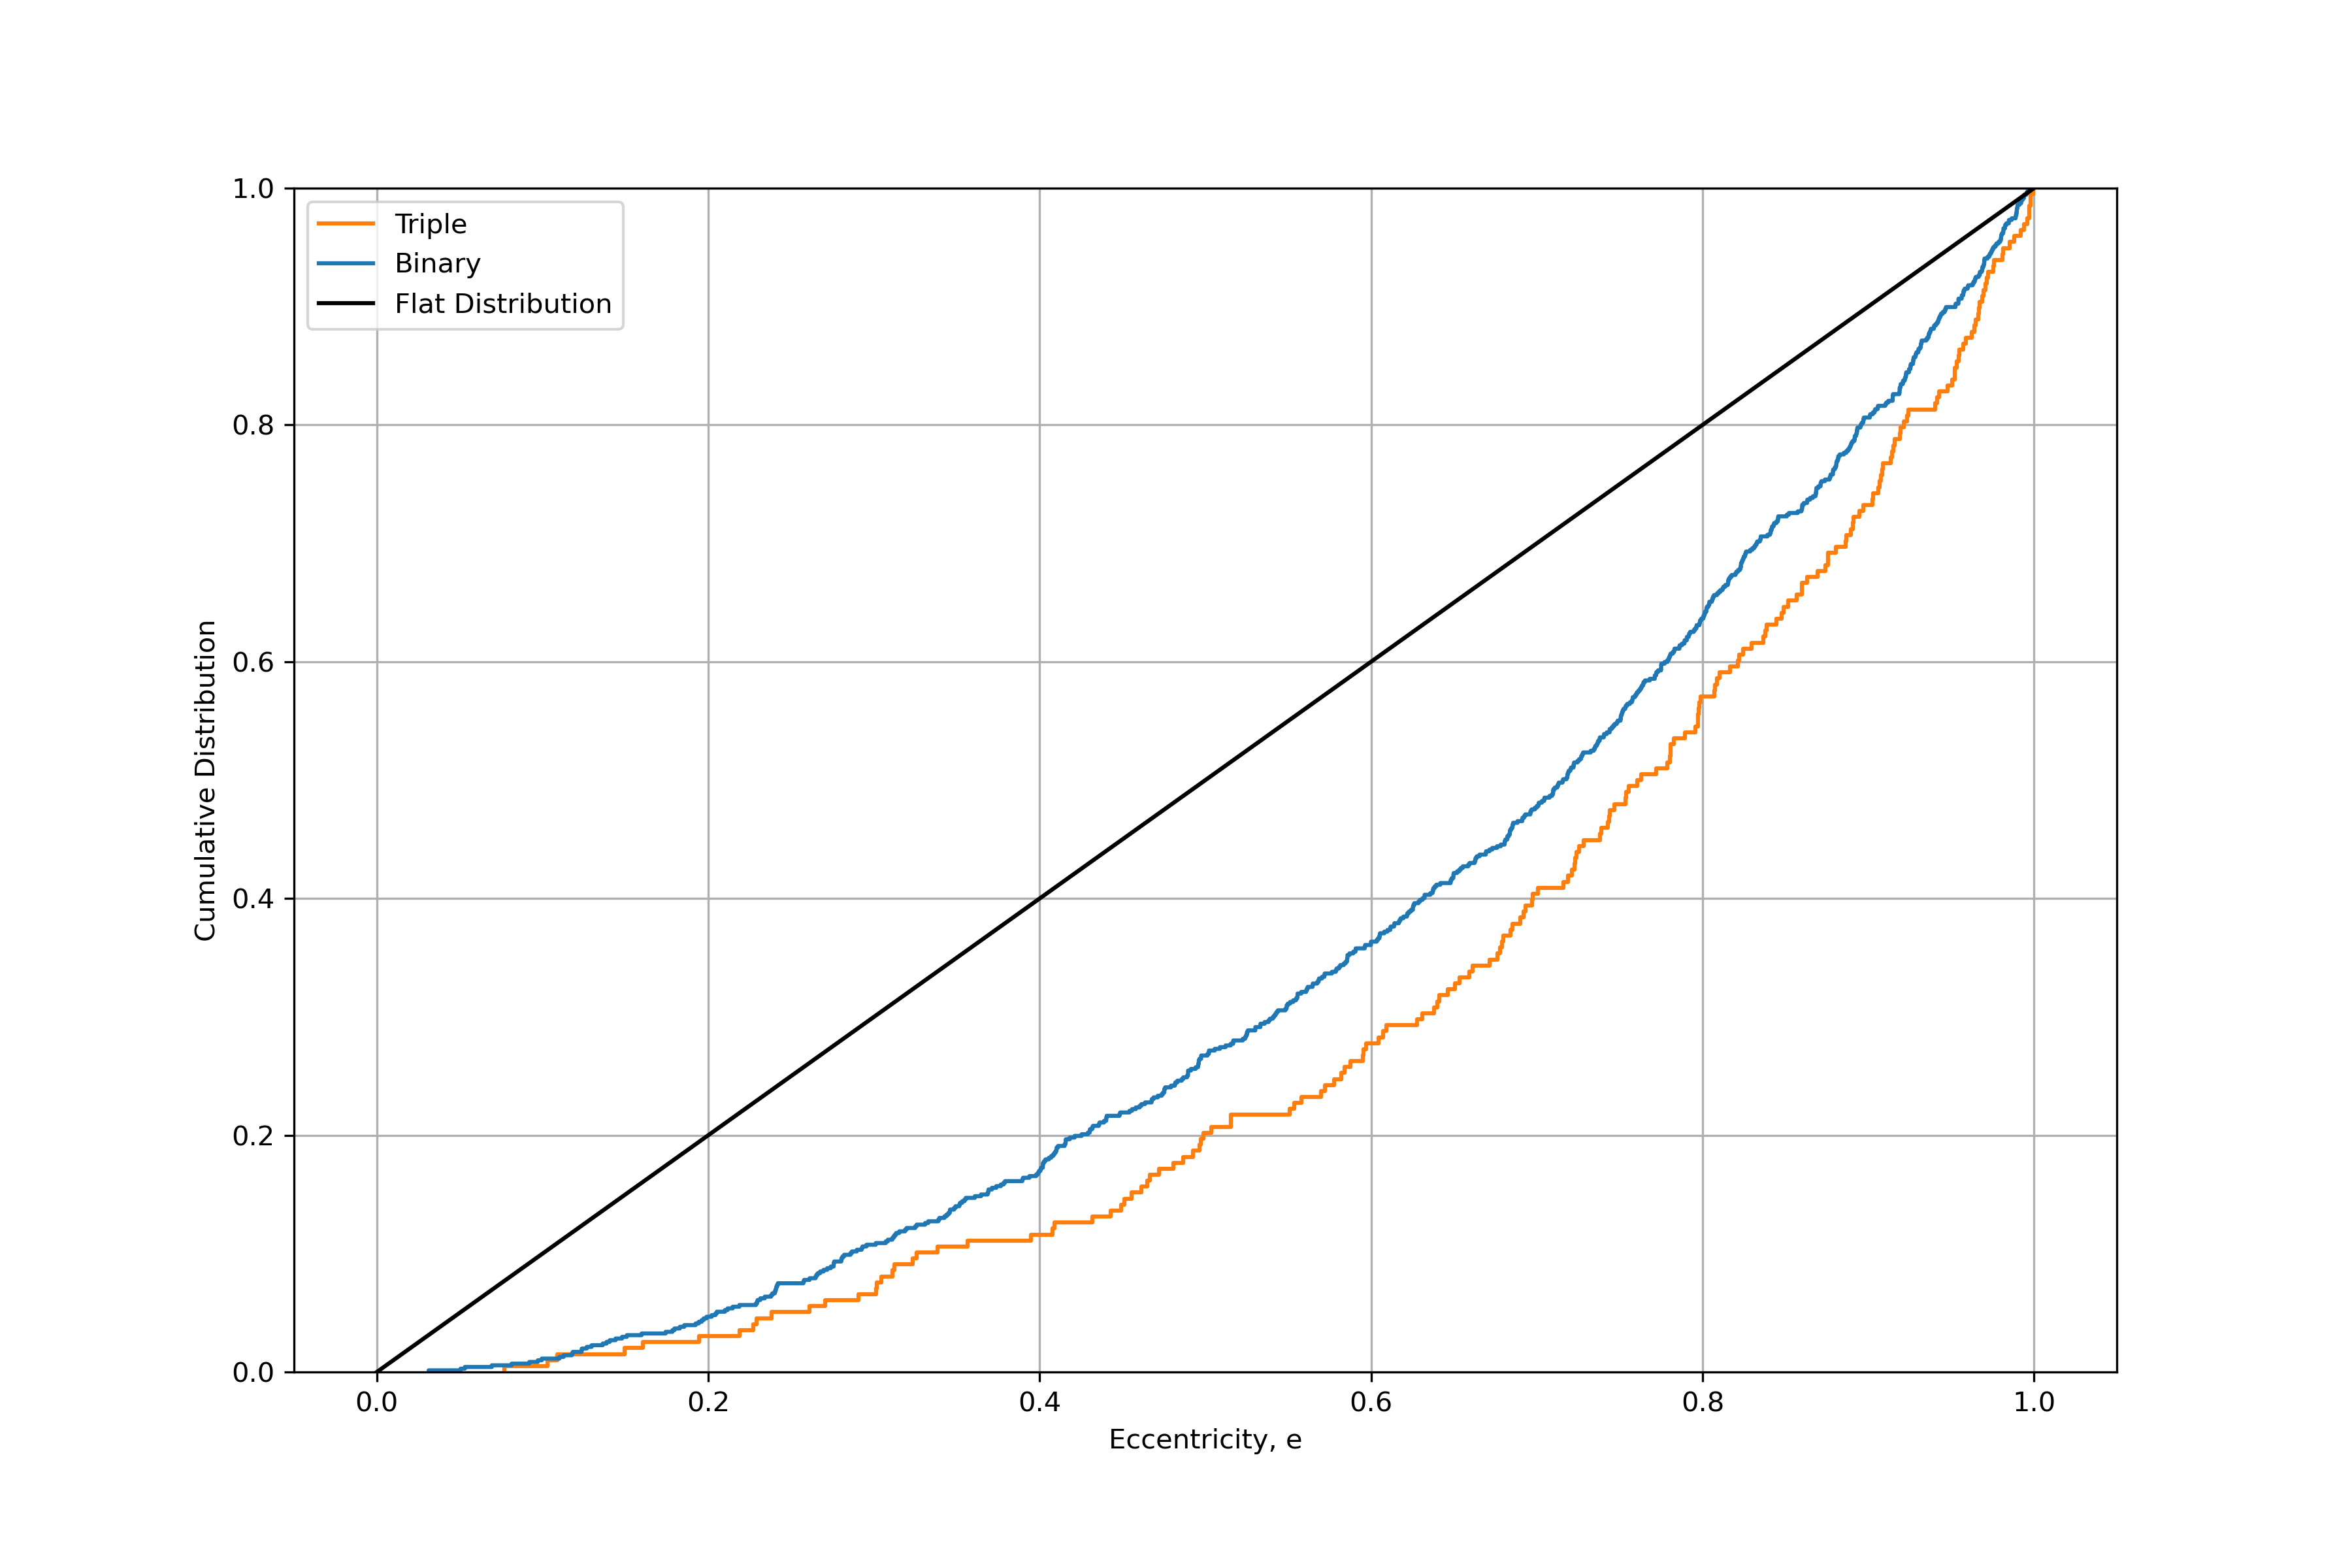 1.0
0.8
0.6
0.4
0.2
0.0
Cumulative Distribution
Triple
Binary
Flat Distribution
0.0 0.2 0.4 0.6 0.8 1.0
Eccentricity, e